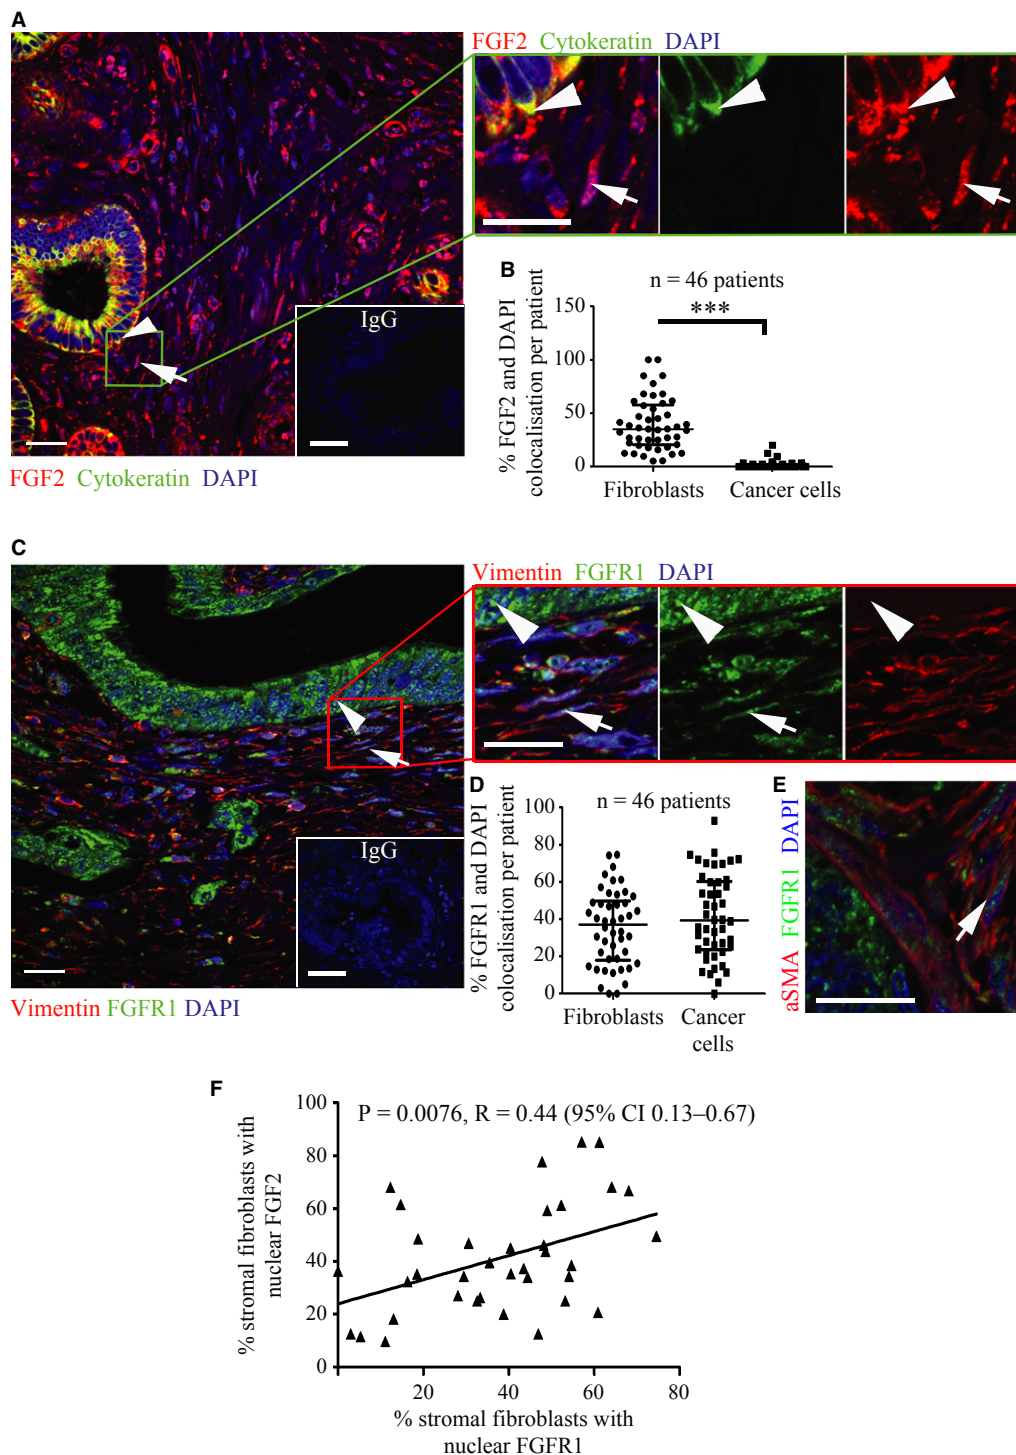 A
FGF2 Cytokeratin DAPI
IgG
FGF2 Cytokeratin DAPI
B
n = 46 patients
***
% FGF2 and DAPI
colocalisation per patient
150
100
50
0
Fibroblasts
Cancer cells
C
Vimentin FGFR1 DAPI
IgG
Vimentin FGFR1 DAPI
D
n = 46 patients
% FGFR1 and DAPI
colocalisation per patient
100
80
60
40
20
0
Fibroblasts
Cancer
cells
E
aSMA FGFR1 DAPI
F
P = 0.0076, R = 0.44 (95% CI 0.13–0.67)
% stromal fibroblasts with
nuclear FGF2
100
80
60
40
20
0
20
40
60
80
% stromal fibroblasts with
nuclear FGFR1